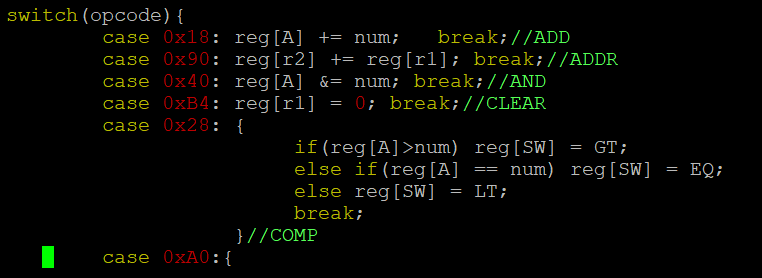 switch(opcode){
case 0x18: reg[A] += num;   break;//ADD
case 0x90: reg[r2] += reg[r1]; break;//ADDR
case 0x40: reg[A] &= num; break;//AND
case 0xB4: reg[r1] = 0; break;//CLEAR
case 0x28: {
if(reg[A]>num) reg[SW] = GT;
else if(reg[A] == num) reg[SW] = EQ;
else reg[SW] = LT;
break;
}//COMP
case 0xA0:{